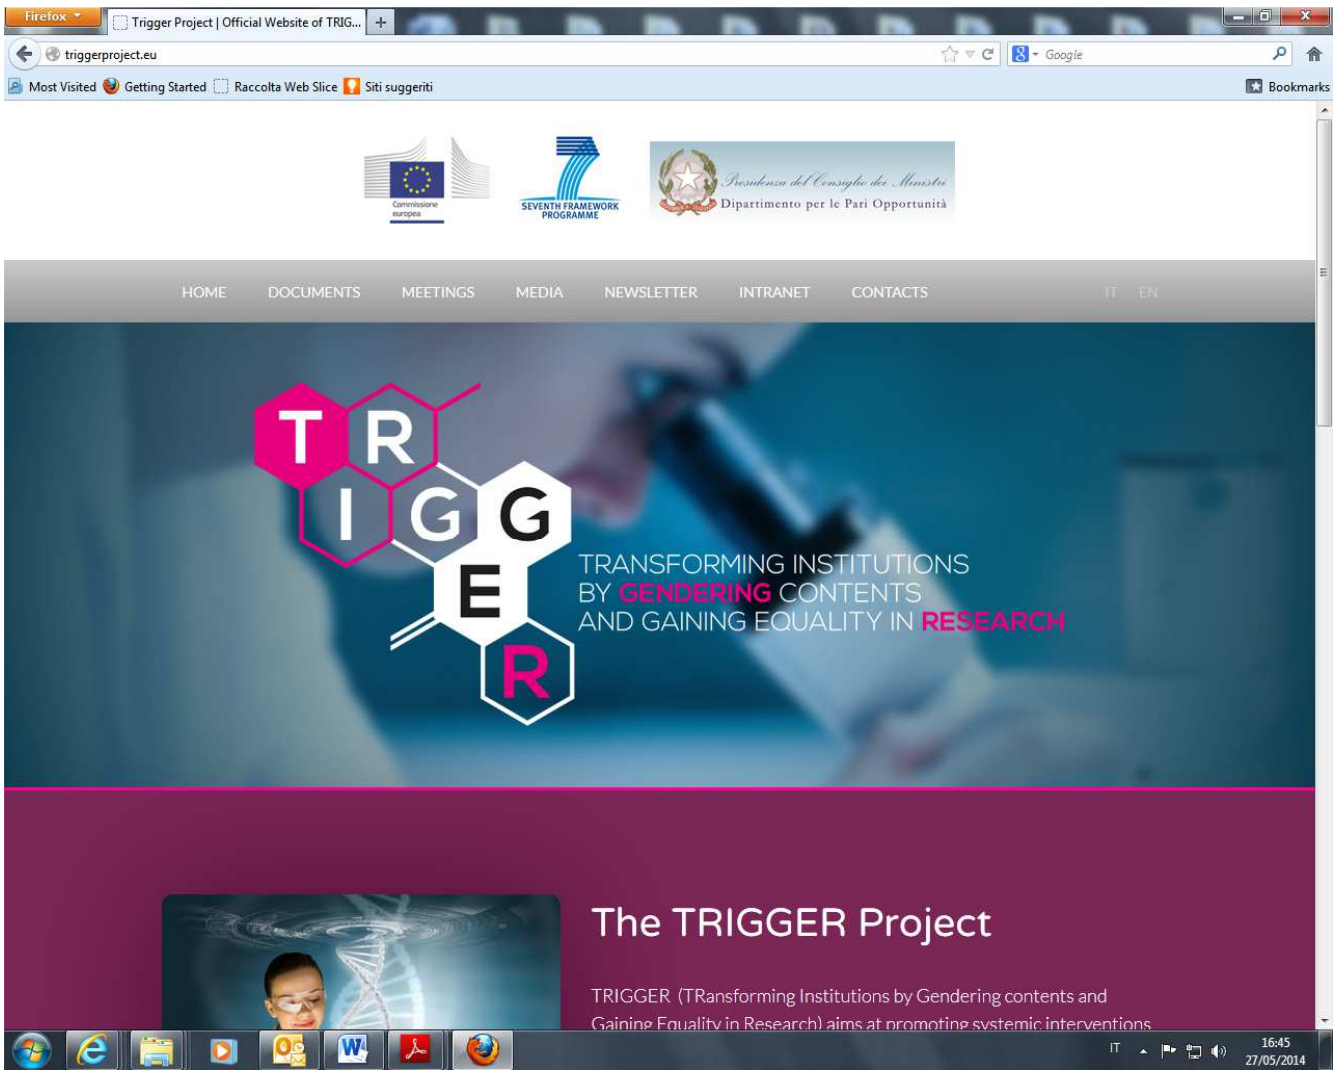 Firefox
Trigger Project | Official Website of TRIG...
triggerproject.eu
Google
Most Visited Getting Started Raccolta Web Slice Siti suggeriti
Bookmarks
Commissione
europea
7
SEVENTH FRAMEWORK
PROGRAMME
Presidenza del Consiglio dei Ministri
Dipartimento per le Pari Opportunità
HOME DOCUMENTS MEETINGS MEDIA NEWSLETTER INTRANET CONTACTS IT EN
TRIGGER
TRANSFORMING INSTITUTIONS
BY GENDERING CONTENTS
AND GAINING EQUALITY IN RESEARCH
The TRIGGER Project
TRIGGER (TRansforming Institutions by Gendering contents and
Gaining Equality in Research) aims at promoting systemic interventions
IT
16:45
27/05/2014